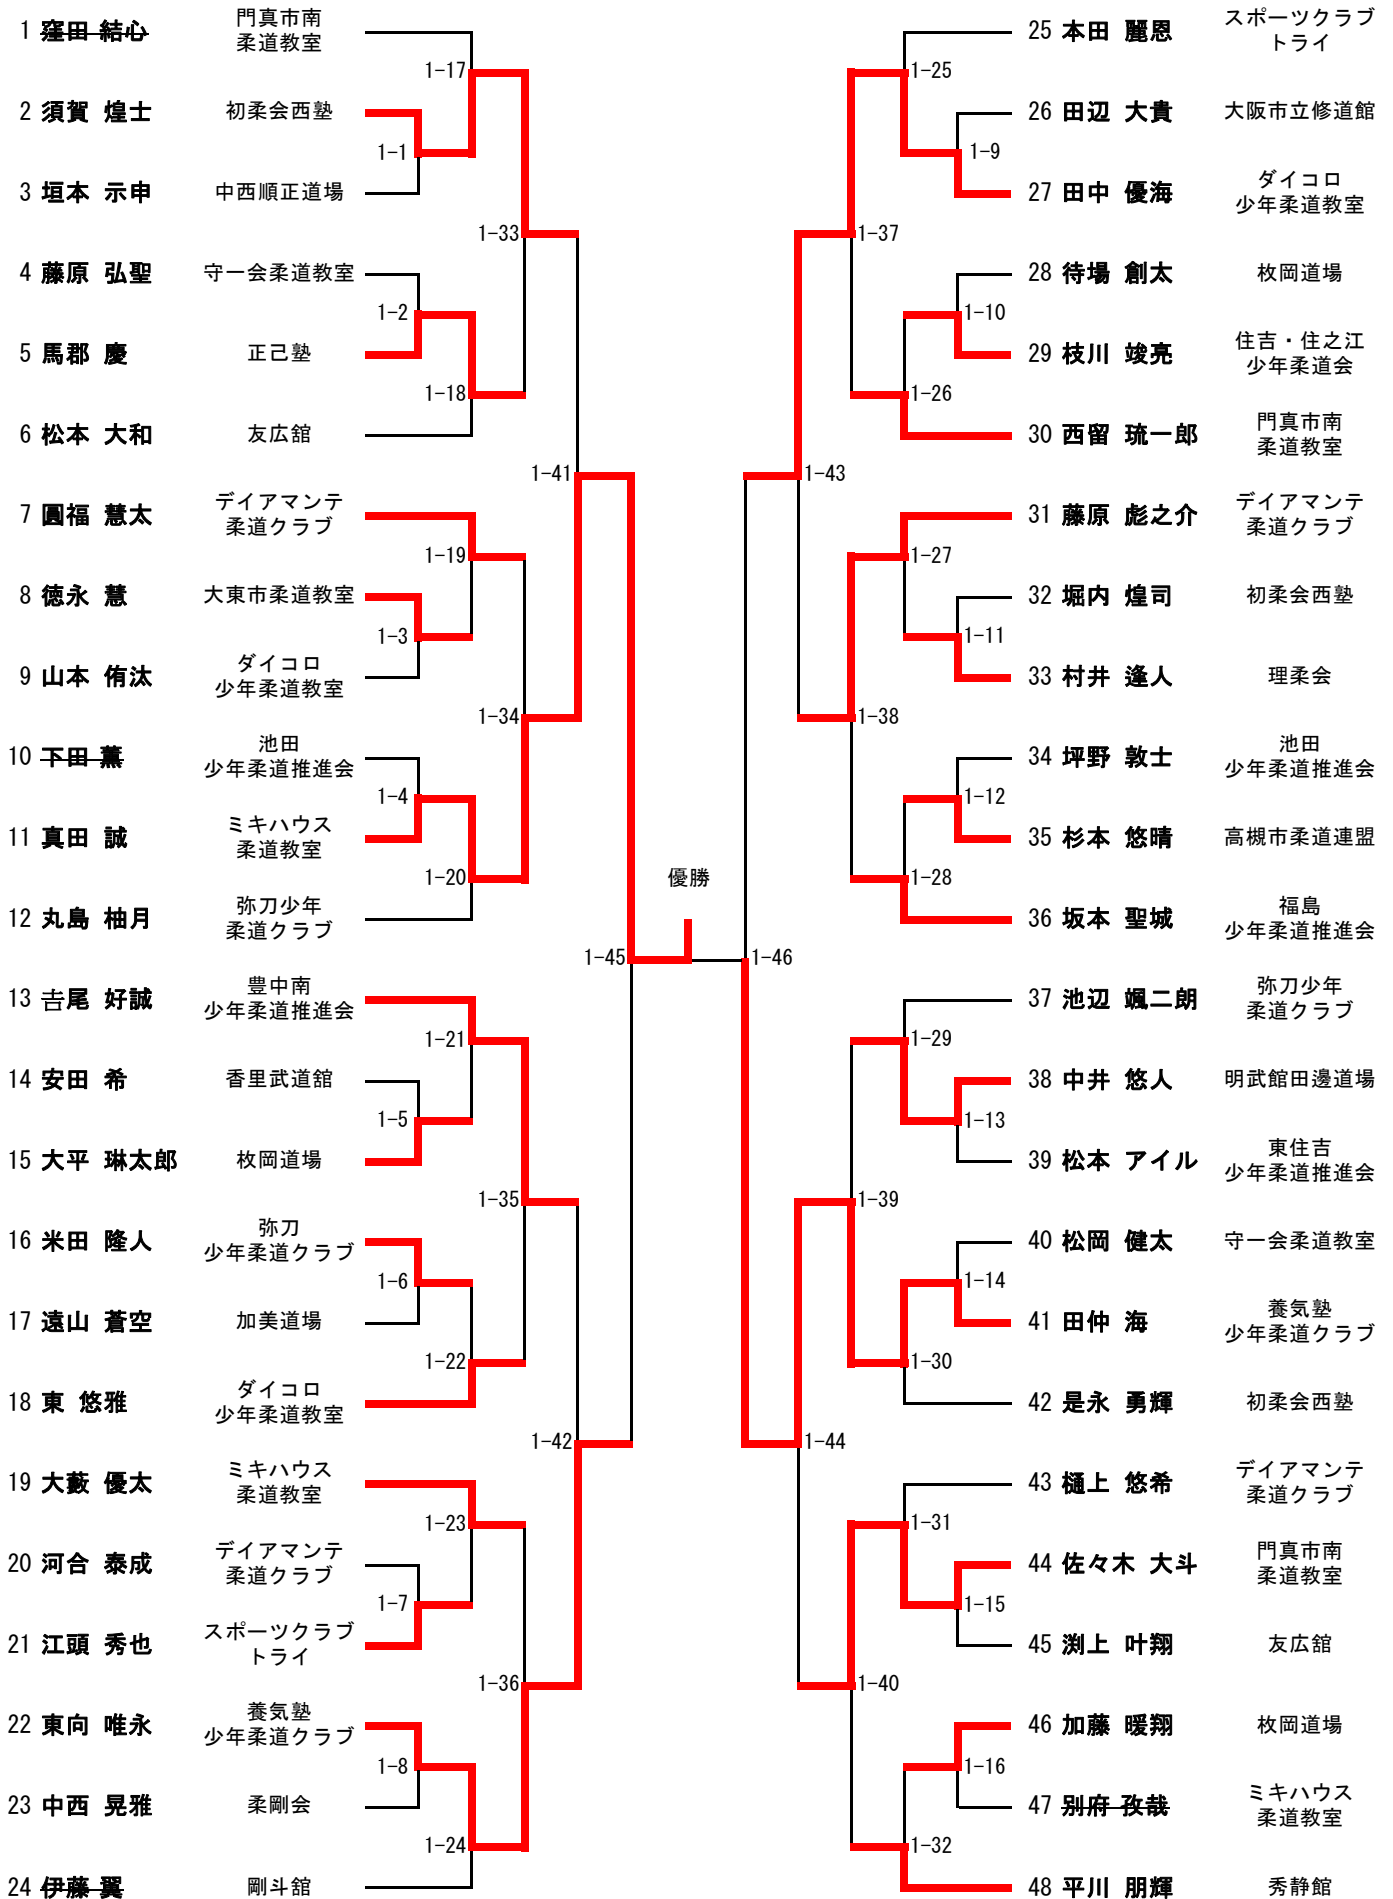 1 窪田 結心 門真市南
柔道教室
1-17
2 須賀 煌士 初柔会西塾
1-1
3 垣本 示申 中西順正道場
1-33
4 藤原 弘聖 守一会柔道教室
1-2
5 馬郡 慶 正己塾
1-18
6 松本 大和 友広舘
1-41
7 圓福 慧太 デイアマンテ
柔道クラブ
1-19
8 徳永 慧 大東市柔道教室
1-3
9 山本 侑汰 ダイコロ
少年柔道教室
1-34
10 下田 薫 池田
少年柔道推進会
1-4
11 真田 誠 ミキハウス
柔道教室
1-20
12 丸島 柚月 弥刀少年
柔道クラブ
1-45
13 𠮷尾 好誠 豊中南
少年柔道推進会
1-21
14 安田 希 香里武道舘
1-5
15 大平 琳太郎 枚岡道場
1-35
16 米田 隆人 弥刀
少年柔道クラブ
1-6
17 遠山 蒼空 加美道場
1-22
18 東 悠雅 ダイコロ
少年柔道教室
1-42
19 大藪 優太 ミキハウス
柔道教室
1-23
20 河合 泰成 デイアマンテ
柔道クラブ
1-7
21 江頭 秀也 スポーツクラブ
トライ
1-36
22 東向 唯永 養気塾
少年柔道クラブ
1-8
23 中西 晃雅 柔剛会
1-24
24 伊藤 翼 剛斗舘
優勝
25 本田 麗恩 スポーツクラブ
トライ
1-25
26 田辺 大貴 大阪市立修道館
1-9
27 田中 優海 ダイコロ
少年柔道教室
1-37
28 待場 創太 枚岡道場
1-10
29 枝川 竣亮 住吉・住之江
少年柔道会
1-26
30 西留 琉一郎 門真市南
柔道教室
1-43
31 藤原 彪之介 デイアマンテ
柔道クラブ
1-27
32 堀内 煌司 初柔会西塾
1-11
33 村井 逢人 理柔会
1-38
34 坪野 敦士 池田
少年柔道推進会
1-12
35 杉本 悠晴 高槻市柔道連盟
1-28
36 坂本 聖城 福島
少年柔道推進会
1-46
37 池辺 颯二朗 弥刀少年
柔道クラブ
1-29
38 中井 悠人 明武館田邊道場
1-13
39 松本 アイル 東住吉
少年柔道推進会
1-39
40 松岡 健太 守一会柔道教室
1-14
41 田仲 海 養気塾
少年柔道クラブ
1-30
42 是永 勇輝 初柔会西塾
1-44
43 樋上 悠希 デイアマンテ
柔道クラブ
1-31
44 佐々木 大斗 門真市南
柔道教室
1-15
45 渕上 叶翔 友広舘
1-40
46 加藤 暖翔 枚岡道場
1-16
47 別府 孜哉 ミキハウス
柔道教室
1-32
48 平川 朋輝 秀静館